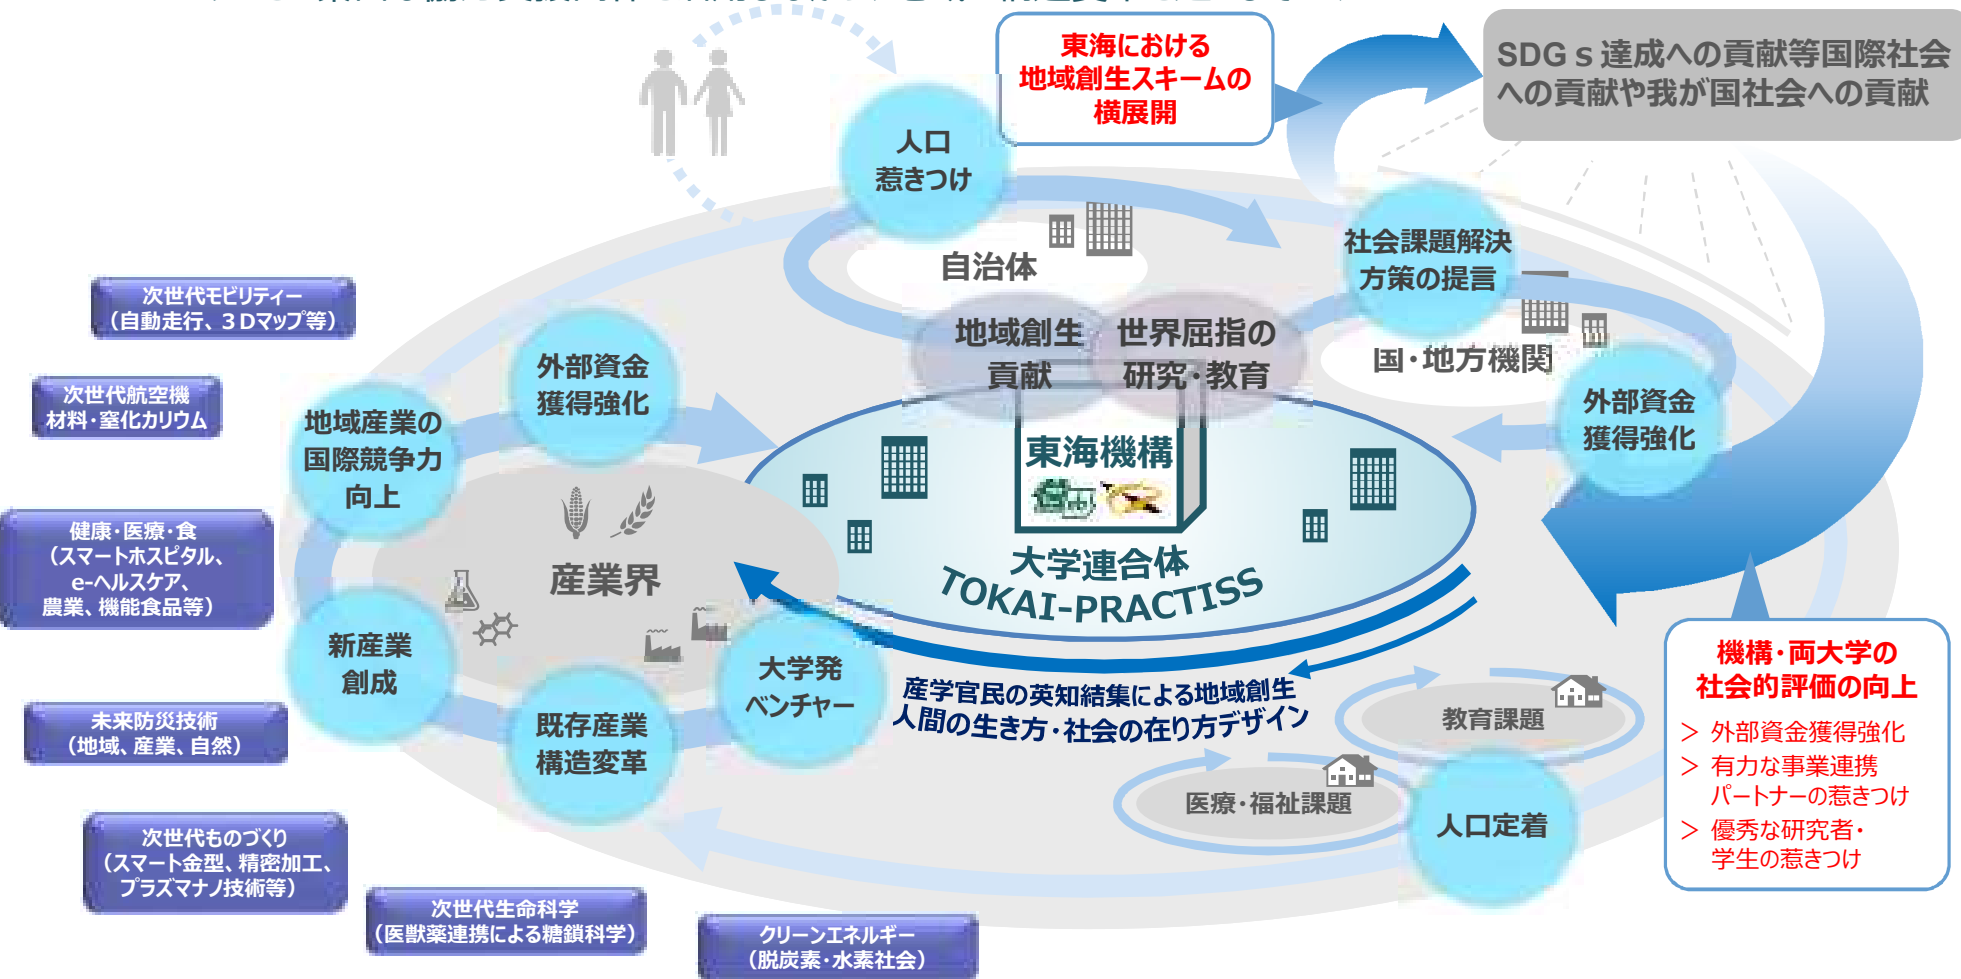 東海における
地域創生スキームの
横展開
SDGｓ達成への貢献等国際社会
への貢献や我が国社会への貢献
人口
惹きつけ
自治体
社会課題解決
方策の提言
国・地方機関
外部資金
獲得強化
地域創生
貢献
世界屈指の
研究・教育
東海機構
大学連合体
TOKAI-PRACTISS
次世代モビリティー
（自動走行、３Ｄマップ等）
次世代航空機
材料・窒化カリウム
外部資金
獲得強化
地域産業の
国際競争力
向上
健康・医療・食
（スマートホスピタル、
e-ヘルスケア、
農業、機能食品等）
産業界
新産業
創成
既存産業
構造変革
大学発
ベンチャー
未来防災技術
（地域、産業、自然）
次世代ものづくり
（スマート金型、精密加工、
プラズマナノ技術等）
次世代生命科学
（医獣薬連携による糖鎖科学）
クリーンエネルギー
（脱炭素・水素社会）
産学官民の英知結集による地域創生
人間の生き方・社会の在り方デザイン
教育課題
医療・福祉課題
人口定着
機構・両大学の
社会的評価の向上
＞ 外部資金獲得強化
＞ 有力な事業連携
パートナーの惹きつけ
＞ 優秀な研究者・
学生の惹きつけ